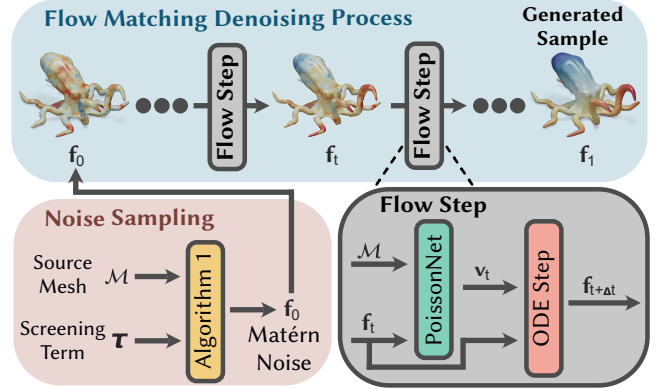 Flow Matching Denoising Process
Generated
Sample
Flow Step
Flow Step
f₀
fₜ
f₁
Noise Sampling
Source
Mesh
ℳ
Screening
Term
τ
Algorithm 1
f₀
Matérn
Noise
Flow Step
ℳ
fₜ
PoissonNet
vₜ
ODE Step
f_{t+Δt}